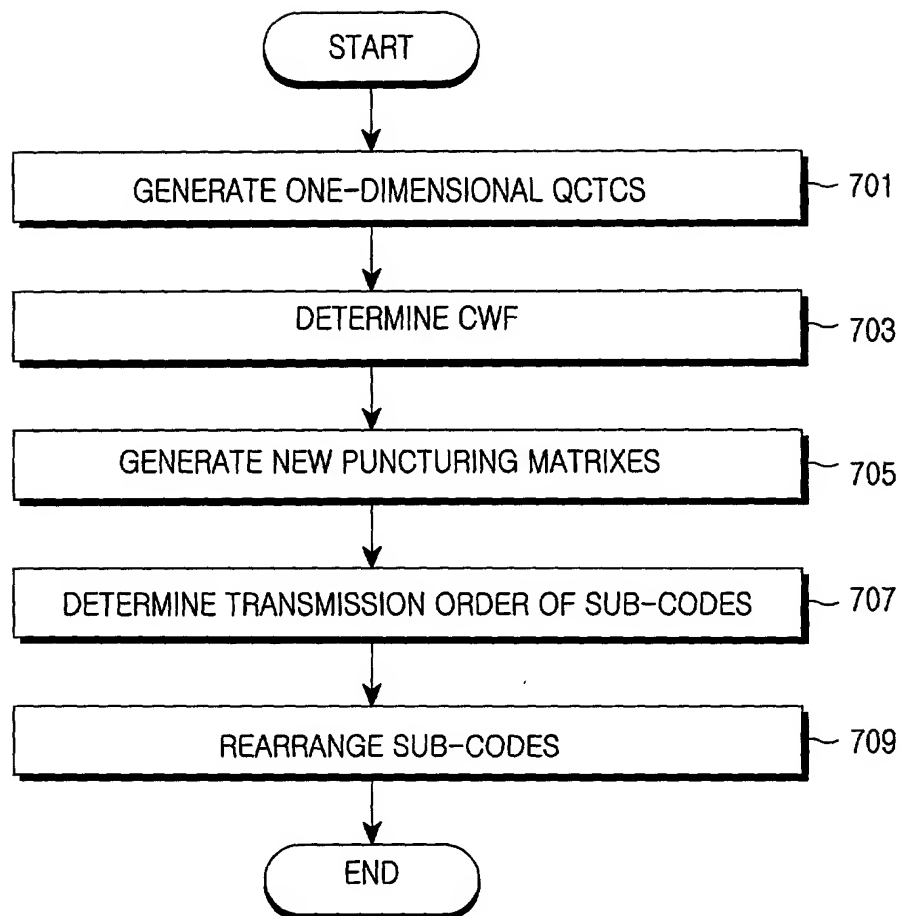 START
GENERATE ONE-DIMENSIONAL QCTCS
701
DETERMINE CWF
703
GENERATE NEW PUNCTURING MATRIXES
705
DETERMINE TRANSMISSION ORDER OF SUB-CODES
707
REARRANGE SUB-CODES
709
END